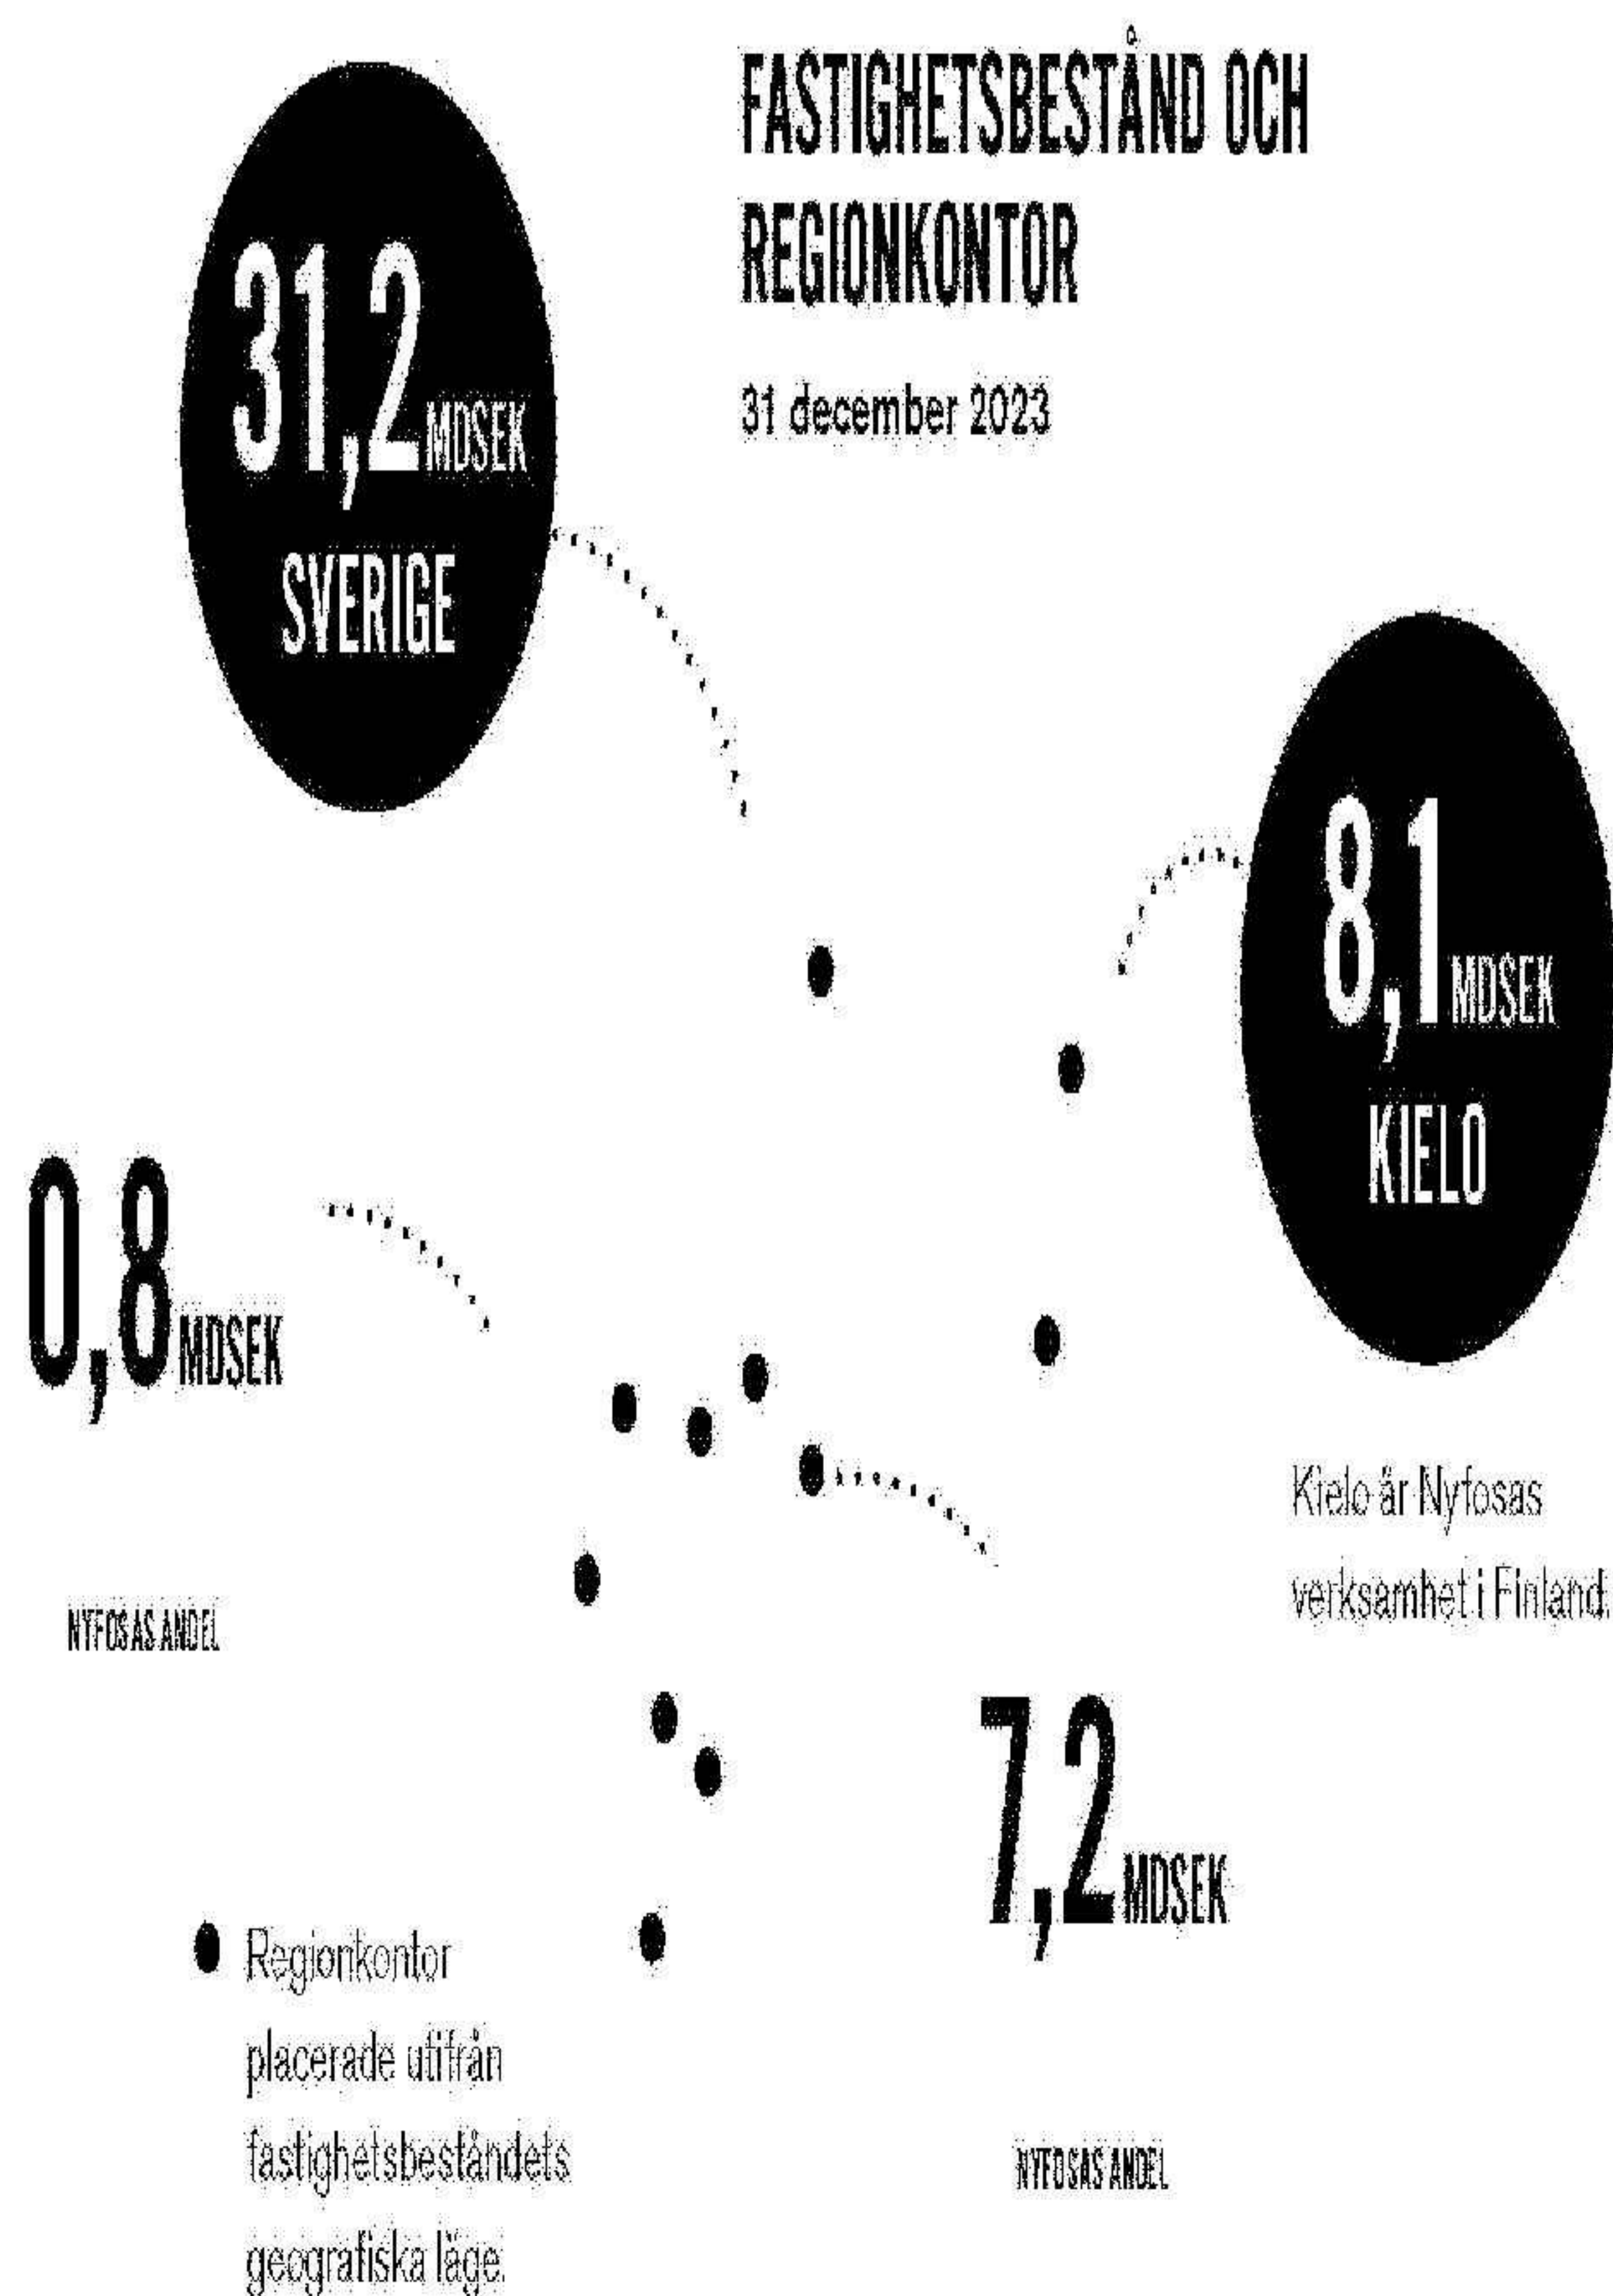 FASTIGHETSBESTÅND OCH
REGIONKONTOR
31 december 2023
31,2 MDSEK
SVERIGE
8,1 MDSEK
KIELO
Kielo är Nyfosas
verksamhet i Finland.
0,8 MDSEK
NYFOSAS ANDEL
7,2 MDSEK
NYFOSAS ANDEL
Regionkontor
placerade utifrån
fastighetsbeståndets
geografiska läge.